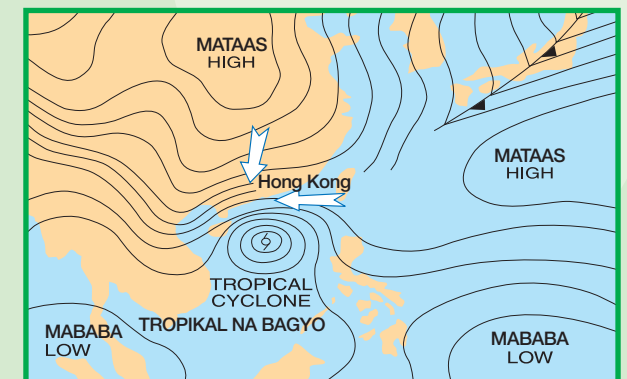 MATAAS
HIGH
MATAAS
HIGH
Hong Kong
TROPICAL
CYCLONE
TROPIKAL NA BAGYO
MABABA
LOW
MABABA
LOW